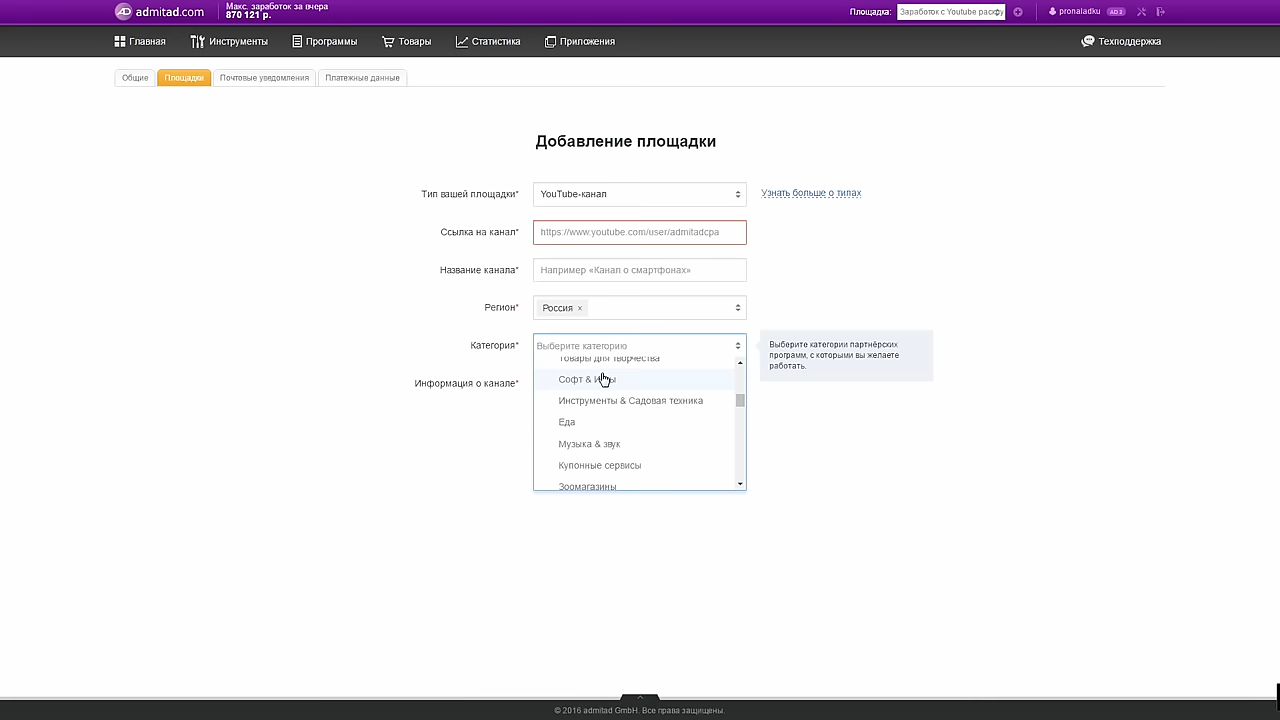 admitad.com
Макс. заработок за вчера
870 121 р.
Площадка:
Заработок с Youtube
pronaladku
Главная
Инструменты
Программы
Товары
Статистика
Приложения
Техподдержка
Общие
Площадки
Почтовые уведомления
Платежные данные
Добавление площадки
Тип вашей площадки*
YouTube-канал
Узнать больше о типах
Ссылка на канал*
https://www.youtube.com/user/admitadcpa
Название канала*
Например «Канал о смартфонах»
Регион*
Россия ×
Категория*
Выберите категорию
Выберите категории партнёрских
программ, с которыми вы желаете
работать.
Товары для творчества
Информация о канале*
Софт &
Инструменты & Садовая техника
Еда
Музыка & звук
Купонные сервисы
Зоомагазины
© 2016 admitad GmbH. Все права защищены.